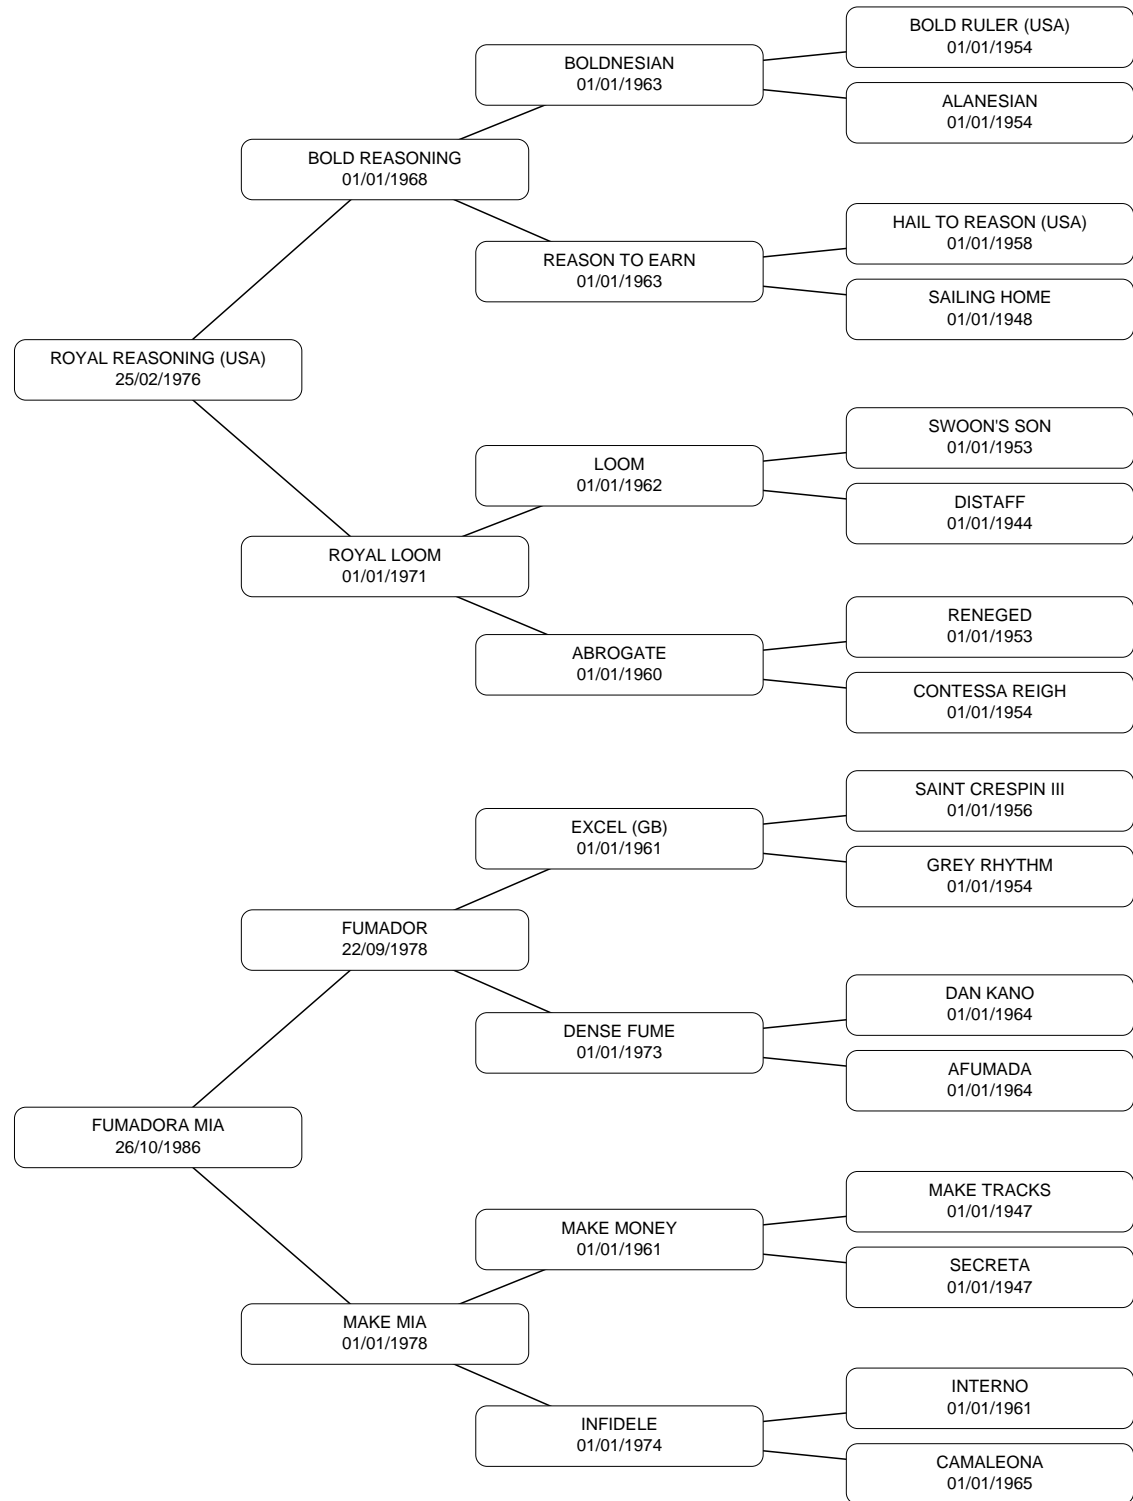 BOLD RULER (USA)
01/01/1954
BOLDNESIAN
01/01/1963
ALANESIAN
01/01/1954
BOLD REASONING
01/01/1968
HAIL TO REASON (USA)
01/01/1958
REASON TO EARN
01/01/1963
SAILING HOME
01/01/1948
ROYAL REASONING (USA)
25/02/1976
SWOON'S SON
01/01/1953
LOOM
01/01/1962
DISTAFF
01/01/1944
ROYAL LOOM
01/01/1971
RENEGED
01/01/1953
ABROGATE
01/01/1960
CONTESSA REIGH
01/01/1954
SAINT CRESPIN III
01/01/1956
EXCEL (GB)
01/01/1961
GREY RHYTHM
01/01/1954
FUMADOR
22/09/1978
DAN KANO
01/01/1964
DENSE FUME
01/01/1973
AFUMADA
01/01/1964
FUMADORA MIA
26/10/1986
MAKE TRACKS
01/01/1947
MAKE MONEY
01/01/1961
SECRETA
01/01/1947
MAKE MIA
01/01/1978
INTERNO
01/01/1961
INFIDELE
01/01/1974
CAMALEONA
01/01/1965